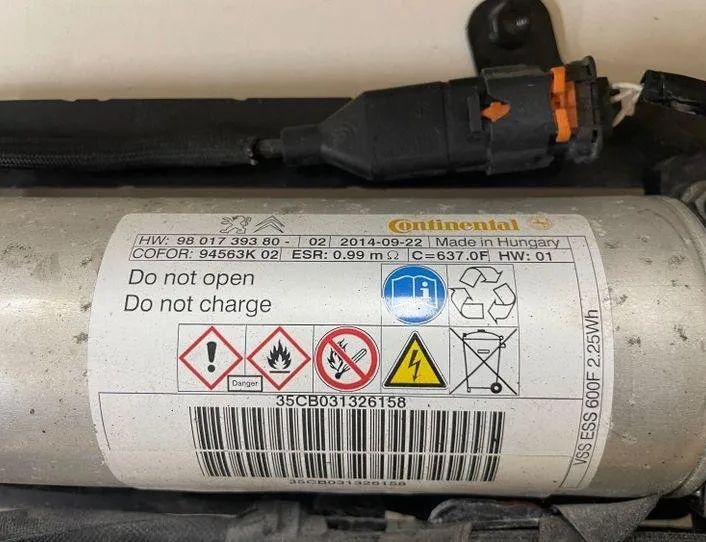 Continental
HW: 98 017 393 80 - 02 2014-09-22 Made in Hungary
COFOR: 94563K 02 ESR: 0.99 mΩ C=637.0F HW: 01
Do not open
Do not charge
Danger
35CB031326158
35CB031326158
VSS ESS 600F 2.25Wh